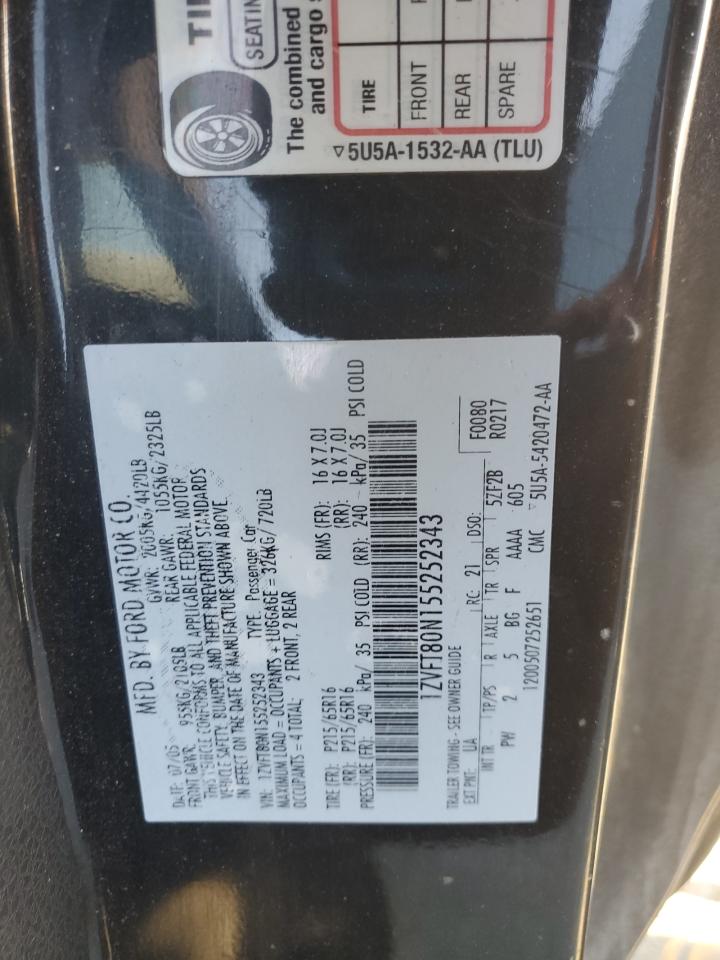 TIR
SEATIN
The combined
and cargo s
TIRE
FRONT
REAR
SPARE
▽5U5A-1532-AA (TLU)
MFD. BY FORD MOTOR CO.
DATE: 07/05 GVWR: 2005KG/4420LB
FRONT GAWR: 955KG/2105LB REAR GAWR: 1055KG/2325LB
THIS VEHICLE CONFORMS TO ALL APPLICABLE FEDERAL MOTOR
VEHICLE SAFETY, BUMPER, AND THEFT PREVENTION STANDARDS
IN EFFECT ON THE DATE OF MANUFACTURE SHOWN ABOVE.
VIN: 1ZVFT80N155252343 TYPE: Passenger Car
MAXIMUM LOAD = OCCUPANTS + LUGGAGE = 326KG/720LB
OCCUPANTS = 4 TOTAL: 2 FRONT, 2 REAR
TIRE (FR): P215/65R16 RIMS (FR): 16 X 7.0J
(RR): P215/65R16 (RR): 16 X 7.0J
PRESSURE (FR): 240 kPa/ 35 PSI COLD (RR): 240 kPa/ 35 PSI COLD
1ZVFT80N155252343
TRAILER TOWING - SEE OWNER GUIDE
F0080
R0217
EXT PNT: UA RC: 21 DSO:
INT TR TP/PS R AXLE TR SPR 5ZF2B
PW 2 5 BG F AAAA 605
1200507252651 CMC ▽5U5A-5420472-AA